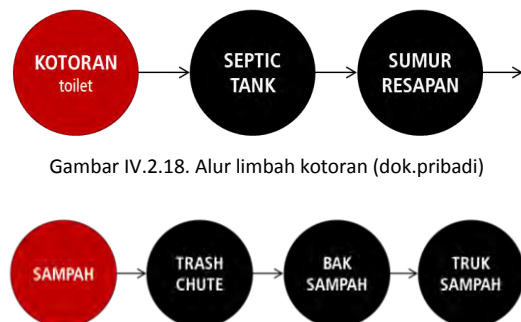 KOTORAN
toilet
SEPTIC
TANK
SUMUR
RESAPAN
Gambar IV.2.18. Alur limbah kotoran (dok.pribadi)
SAMPAH
TRASH
CHUTE
BAK
SAMPAH
TRUK
SAMPAH